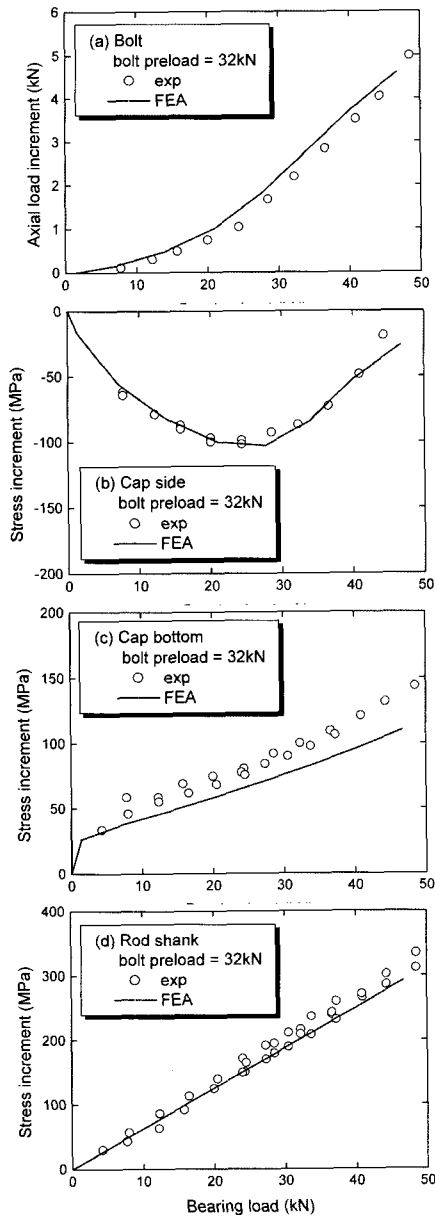 6
5
4
3
2
1
0
Axial load increment (kN)
(a) Bolt
bolt preload = 32kN
exp
FEA
0 10 20 30 40 50
0
-50
-100
-150
-200
Stress increment (MPa)
(b) Cap side
bolt preload = 32kN
exp
FEA
0 10 20 30 40 50
200
150
100
50
0
Stress increment (MPa)
(c) Cap bottom
bolt preload = 32kN
exp
FEA
0 10 20 30 40 50
400
300
200
100
0
Stress increment (MPa)
(d) Rod shank
bolt preload = 32kN
exp
FEA
0 10 20 30 40 50
Bearing load (kN)